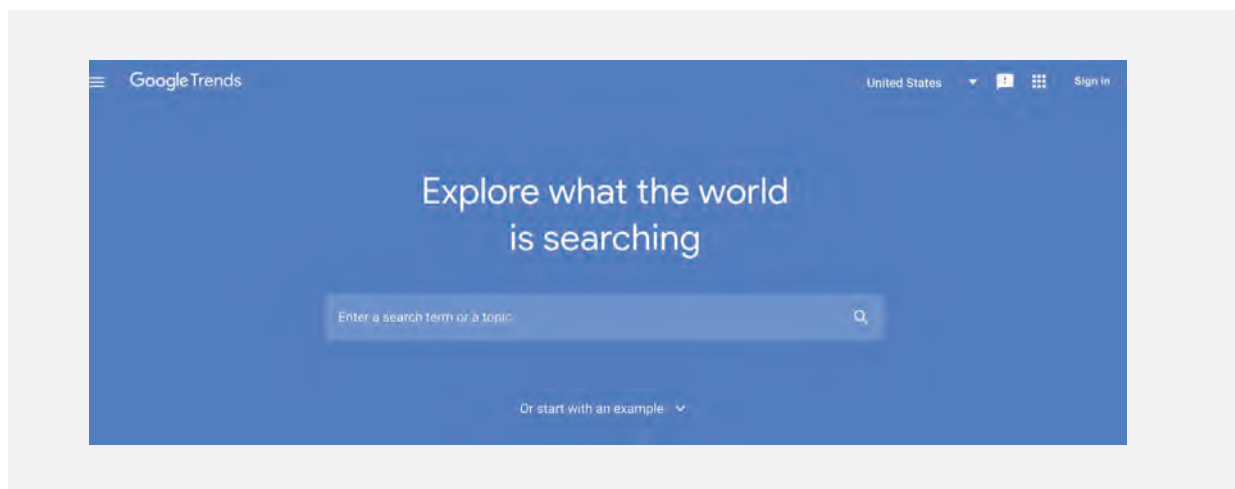 Google Trends
United States
Sign in
Explore what the world
is searching
Enter a search term or a topic
Or start with an example